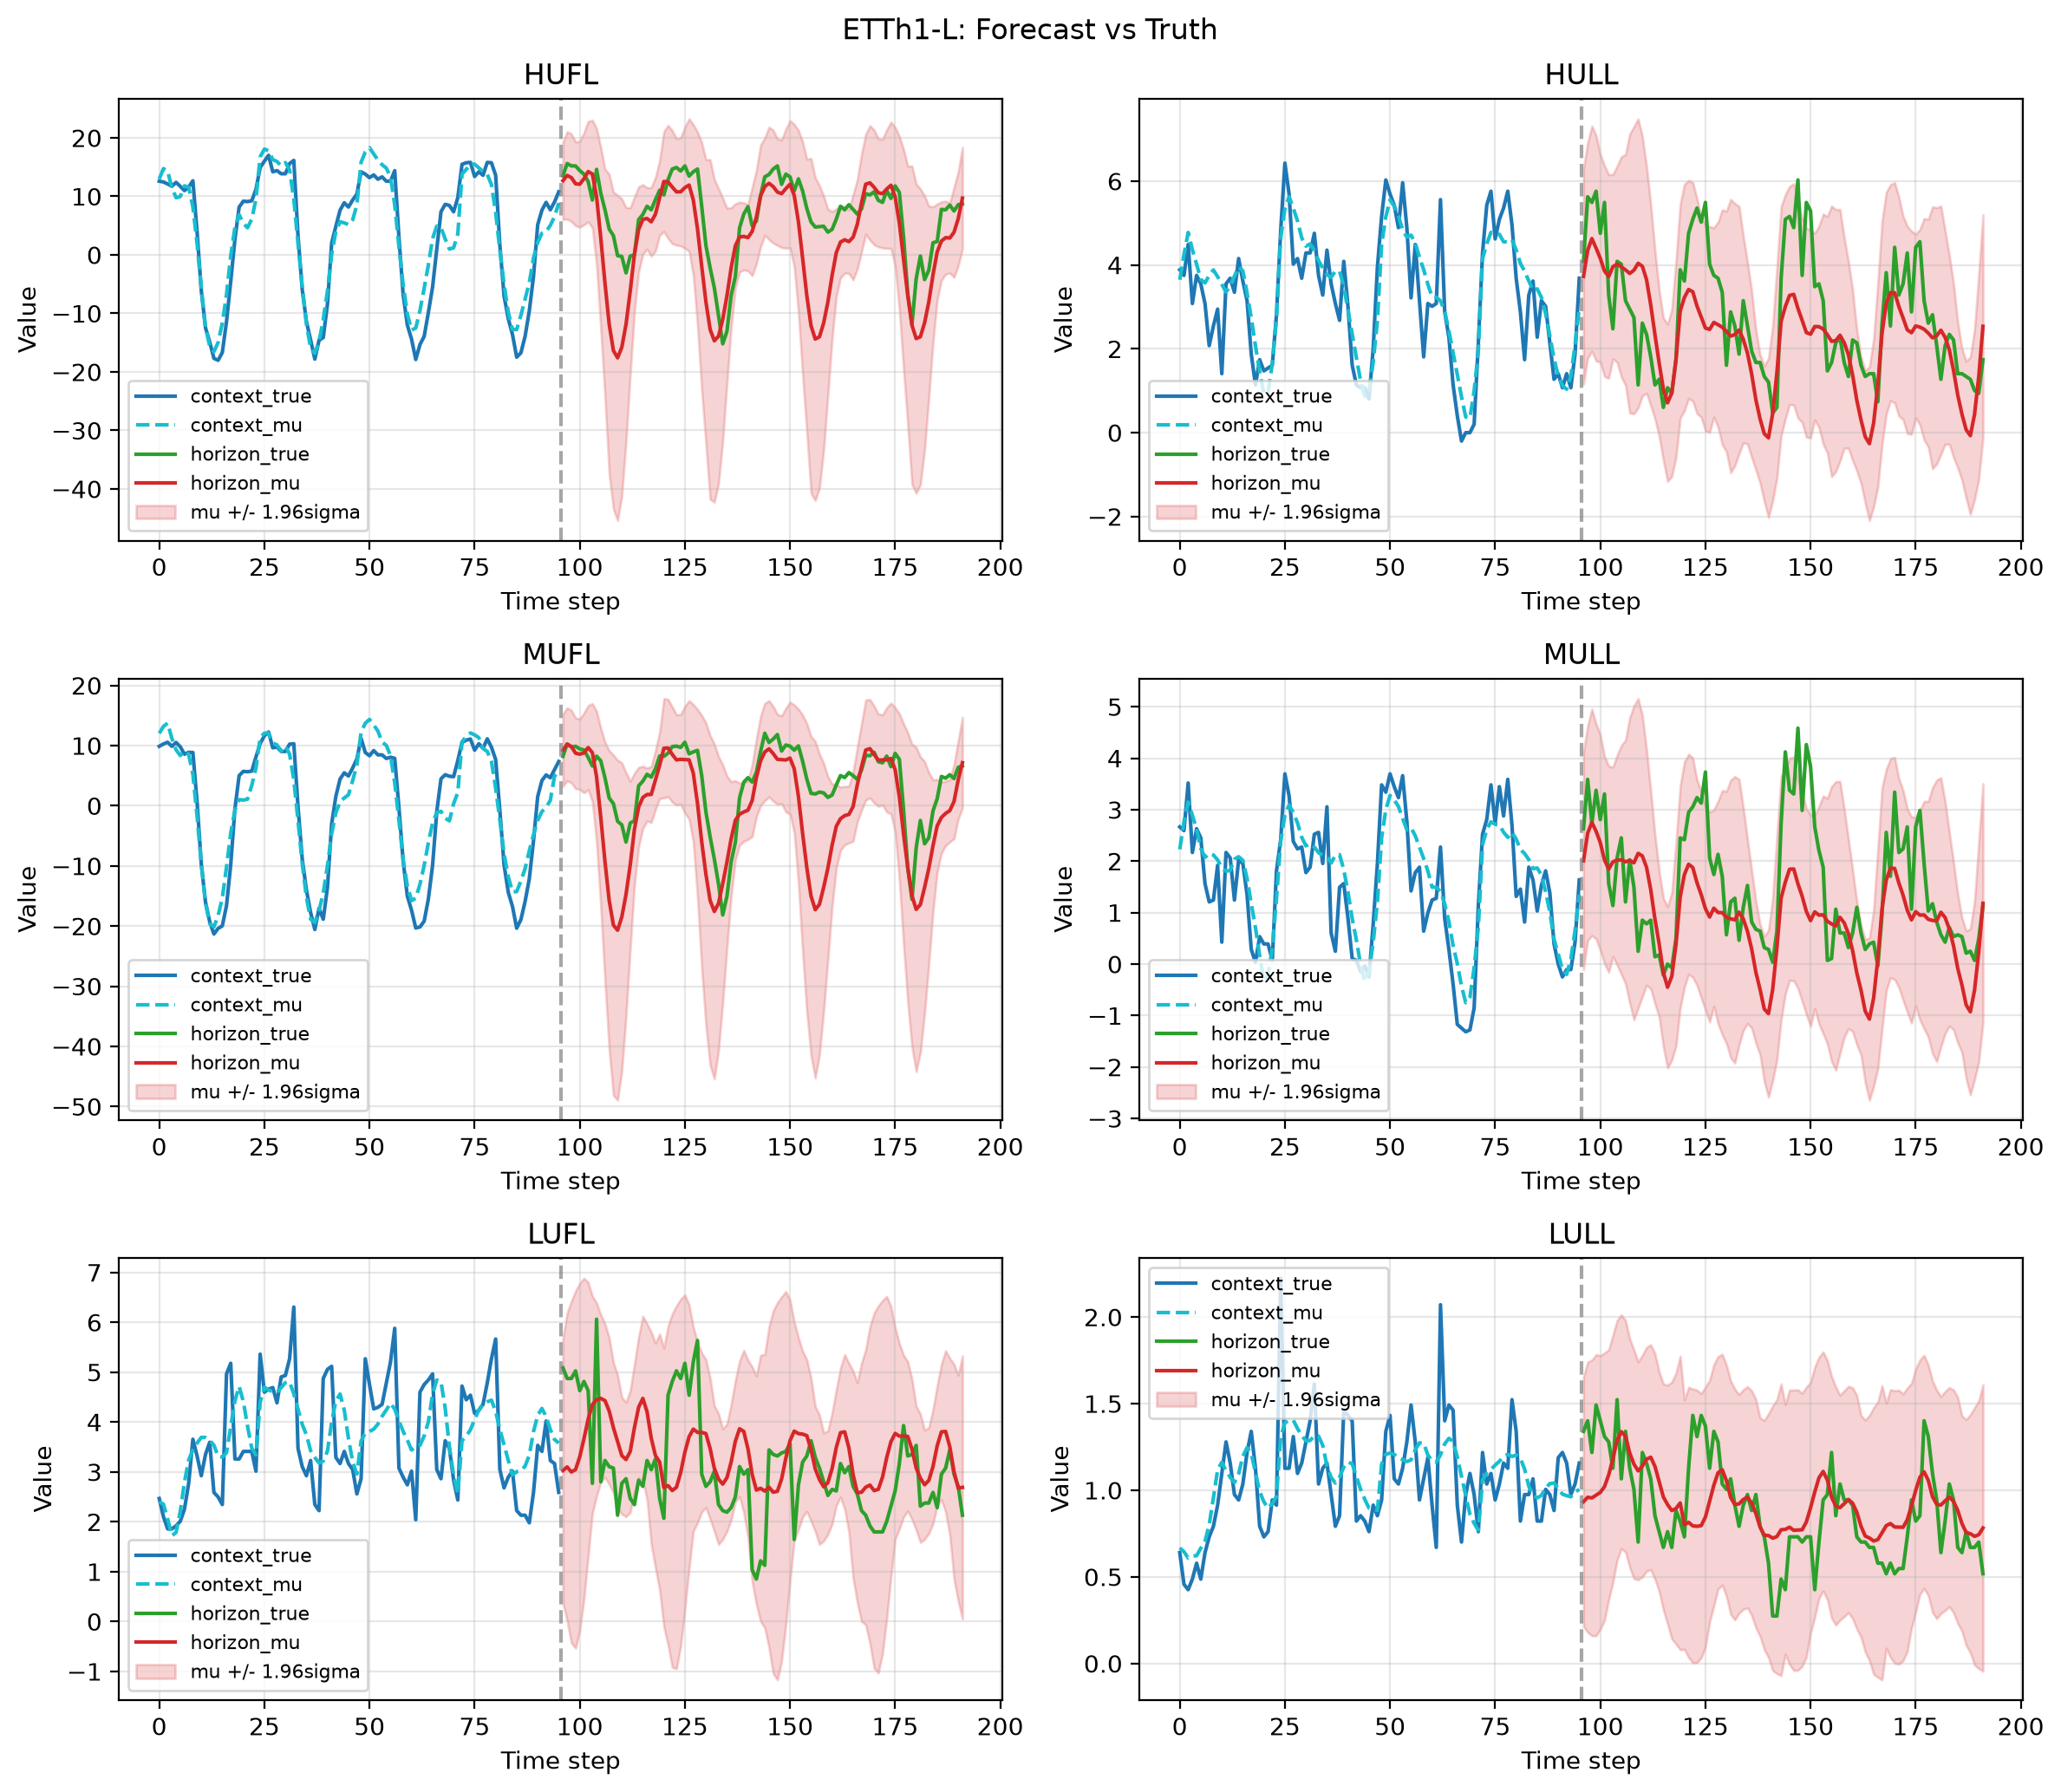 ETTh1-L: Forecast vs Truth
HUFL
Value
20
10
0
−10
−20
−30
−40
context_true
context_mu
horizon_true
horizon_mu
mu +/- 1.96sigma
0 25 50 75 100 125 150 175 200
Time step
HULL
Value
6
4
2
0
−2
context_true
context_mu
horizon_true
horizon_mu
mu +/- 1.96sigma
0 25 50 75 100 125 150 175 200
Time step
MUFL
Value
20
10
0
−10
−20
−30
−40
−50
context_true
context_mu
horizon_true
horizon_mu
mu +/- 1.96sigma
0 25 50 75 100 125 150 175 200
Time step
MULL
Value
5
4
3
2
1
0
−1
−2
−3
context_true
context_mu
horizon_true
horizon_mu
mu +/- 1.96sigma
0 25 50 75 100 125 150 175 200
Time step
LUFL
Value
7
6
5
4
3
2
1
0
−1
context_true
context_mu
horizon_true
horizon_mu
mu +/- 1.96sigma
0 25 50 75 100 125 150 175 200
Time step
LULL
Value
2.0
1.5
1.0
0.5
0.0
context_true
context_mu
horizon_true
horizon_mu
mu +/- 1.96sigma
0 25 50 75 100 125 150 175 200
Time step